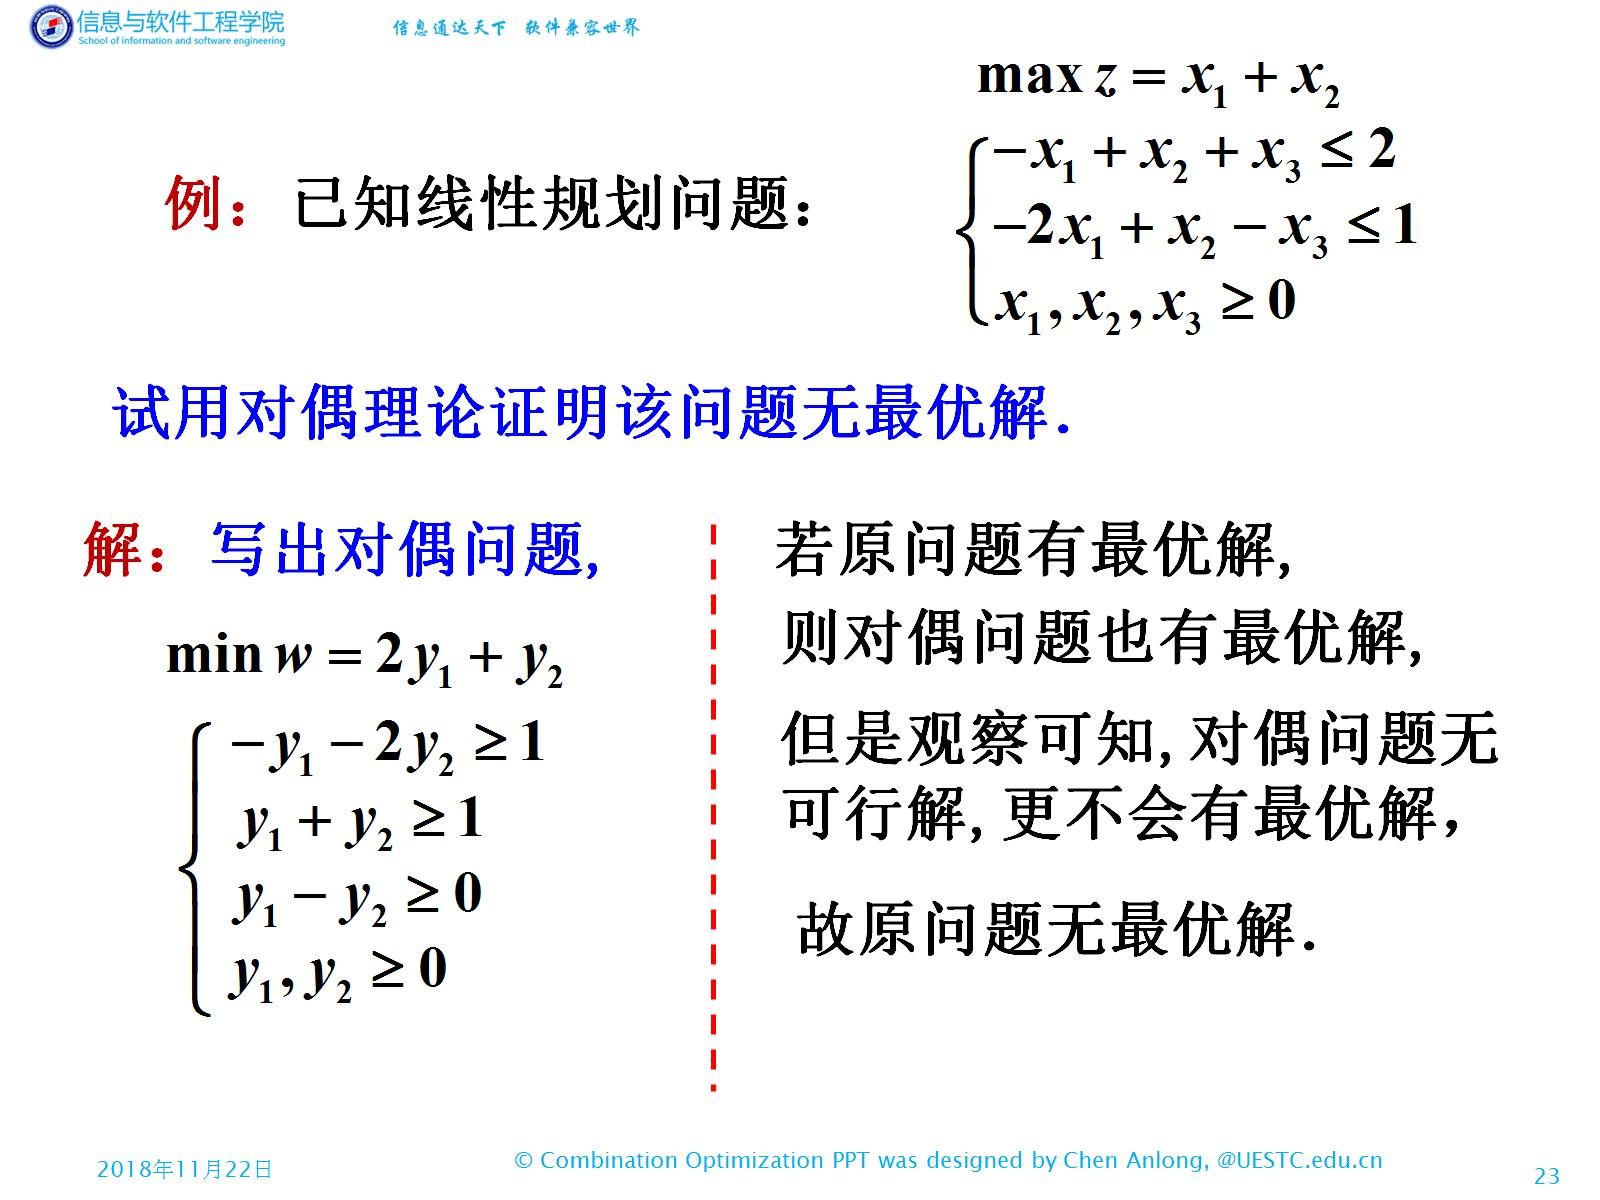 信息与软件工程学院
School of information and software engineering
信息通达天下 软件兼容世界
max z = x₁ + x₂
−x₁ + x₂ + x₃ ≤ 2
−2x₁ + x₂ − x₃ ≤ 1
x₁, x₂, x₃ ≥ 0
例：已知线性规划问题：
试用对偶理论证明该问题无最优解.
解：写出对偶问题,
min w = 2y₁ + y₂
−y₁ − 2y₂ ≥ 1
y₁ + y₂ ≥ 1
y₁ − y₂ ≥ 0
y₁, y₂ ≥ 0
若原问题有最优解,
则对偶问题也有最优解,
但是观察可知,对偶问题无
可行解,更不会有最优解，
故原问题无最优解.
2018年11月22日
© Combination Optimization PPT was designed by Chen Anlong, @UESTC.edu.cn
23